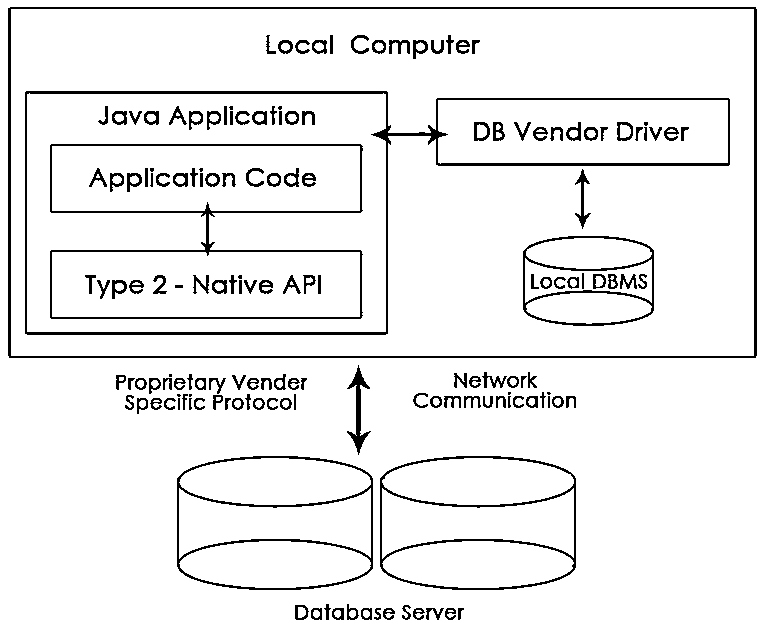 Local Computer
Java Application
DB Vendor Driver
Application Code
Type 2 - Native API
Local DBMS
Proprietary Vender
Specific Protocol
Network
Communication
Database Server